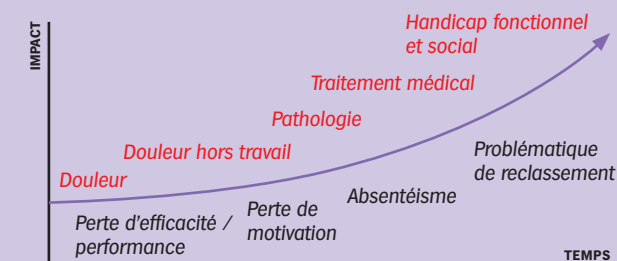 IMPACT
Handicap fonctionnel
et social
Traitement médical
Pathologie
Douleur hors travail
Douleur
Problématique
de reclassement
Absentéisme
Perte de
motivation
Perte d'efficacité /
performance
TEMPS